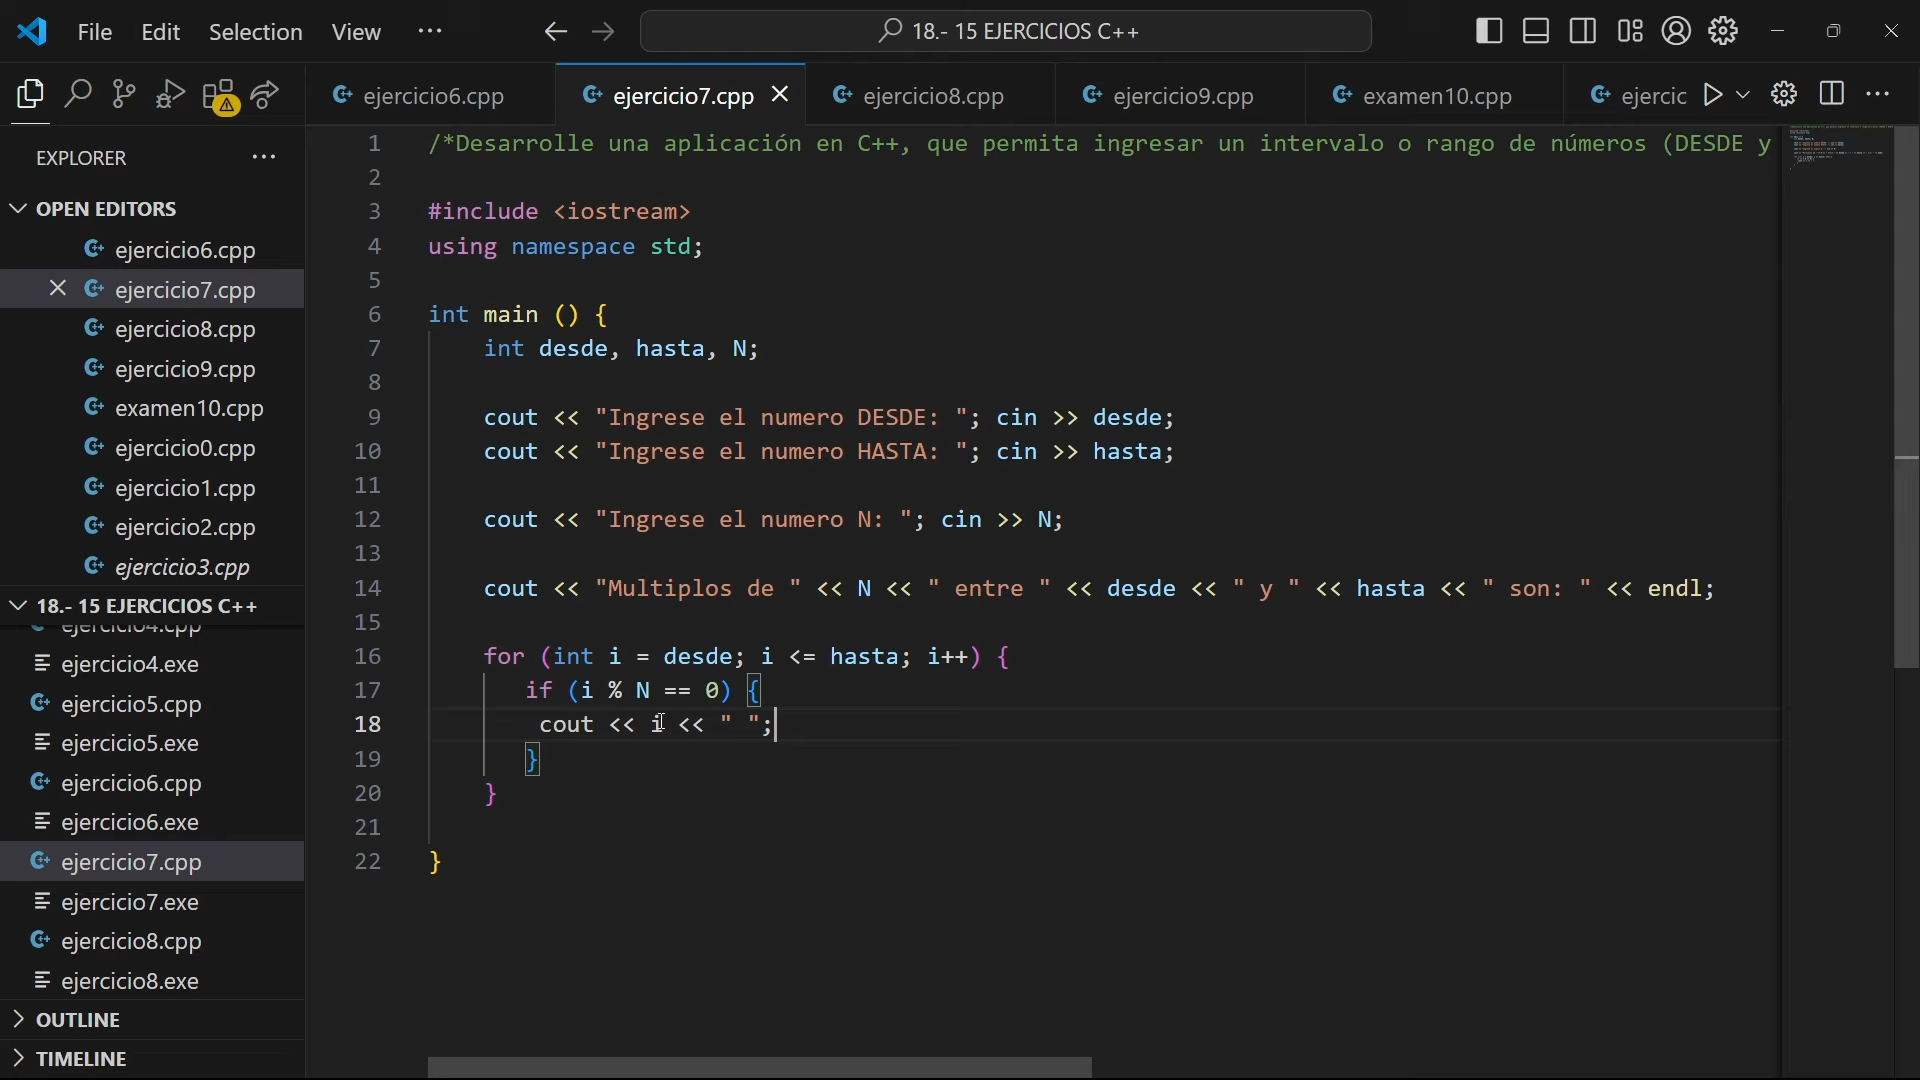 File Edit Selection View ...
18.- 15 EJERCICIOS C++
ejercicio6.cpp
ejercicio7.cpp
ejercicio8.cpp
ejercicio9.cpp
examen10.cpp
ejercic
EXPLORER
OPEN EDITORS
ejercicio6.cpp
ejercicio7.cpp
ejercicio8.cpp
ejercicio9.cpp
examen10.cpp
ejercicio0.cpp
ejercicio1.cpp
ejercicio2.cpp
ejercicio3.cpp
18.- 15 EJERCICIOS C++
ejercicio4.cpp
ejercicio4.exe
ejercicio5.cpp
ejercicio5.exe
ejercicio6.cpp
ejercicio6.exe
ejercicio7.cpp
ejercicio7.exe
ejercicio8.cpp
ejercicio8.exe
OUTLINE
TIMELINE
1 /*Desarrolle una aplicación en C++, que permita ingresar un intervalo o rango de números (DESDE y
2
3 #include <iostream>
4 using namespace std;
5
6 int main () {
7 int desde, hasta, N;
8
9 cout << "Ingrese el numero DESDE: "; cin >> desde;
10 cout << "Ingrese el numero HASTA: "; cin >> hasta;
11
12 cout << "Ingrese el numero N: "; cin >> N;
13
14 cout << "Multiplos de " << N << " entre " << desde << " y " << hasta << " son: " << endl;
15
16 for (int i = desde; i <= hasta; i++) {
17 if (i % N == 0) {
18 cout << i << " ";
19 }
20 }
21
22 }